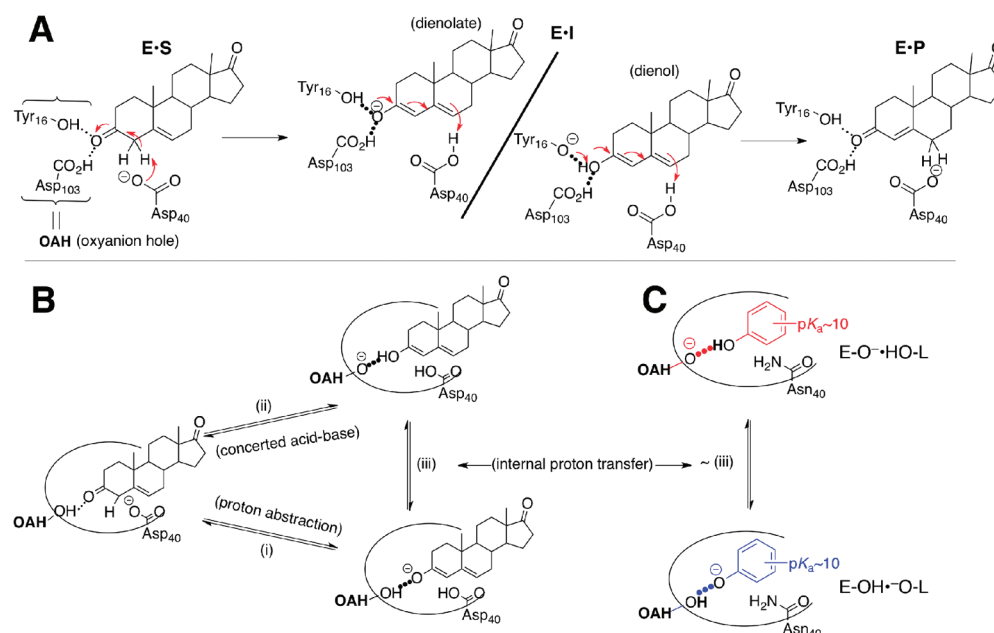 A
E•S
Tyr16
OH
O
H
H
CO2H
Asp103
⊖
O
O
Asp40
OAH (oxyanion hole)
O
(dienolate)
Tyr16
OH
⊖
O
CO2H
Asp103
H
O
O
Asp40
O
E•I
(dienol)
Tyr16
O
⊖
HO
CO2H
Asp103
H
O
O
Asp40
O
E•P
Tyr16
OH
O
CO2H
Asp103
H
H
⊖
O
O
Asp40
O
B
O
⊖
HO
OAH
O
HO
O
Asp40
(ii)
(concerted acid-base)
O
O
OAH
OH
H
⊖
O
O
Asp40
(proton abstraction)
(i)
(iii)
(internal proton transfer)
~ (iii)
O
⊖
O
OAH
OH
HO
O
Asp40
C
pKa~10
⊖
HO
O
OAH
H2N
O
Asn40
E-O⁻•HO-L
pKa~10
⊖
O
OH
OAH
H2N
O
Asn40
E-OH•⁻O-L